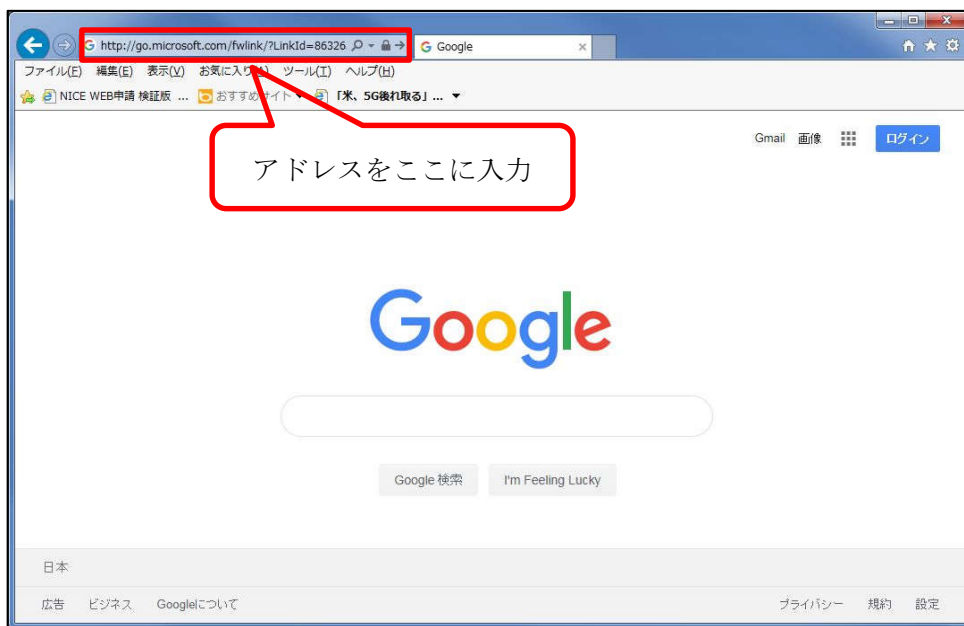 http://go.microsoft.com/fwlink/?LinkId=86326
Google
ファイル(F) 編集(E) 表示(V) お気に入り ツール(T) ヘルプ(H)
NICE WEB申請 検証版 ... おすすめ イト 「米、5G後れ取る」 ...
アドレスをここに入力
Gmail 画像 ログイン
Google
Google 検索 I'm Feeling Lucky
日本
広告 ビジネス Googleについて プライバシー 規約 設定